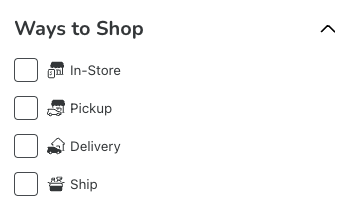 Ways to Shop
In-Store
Pickup
Delivery
Ship